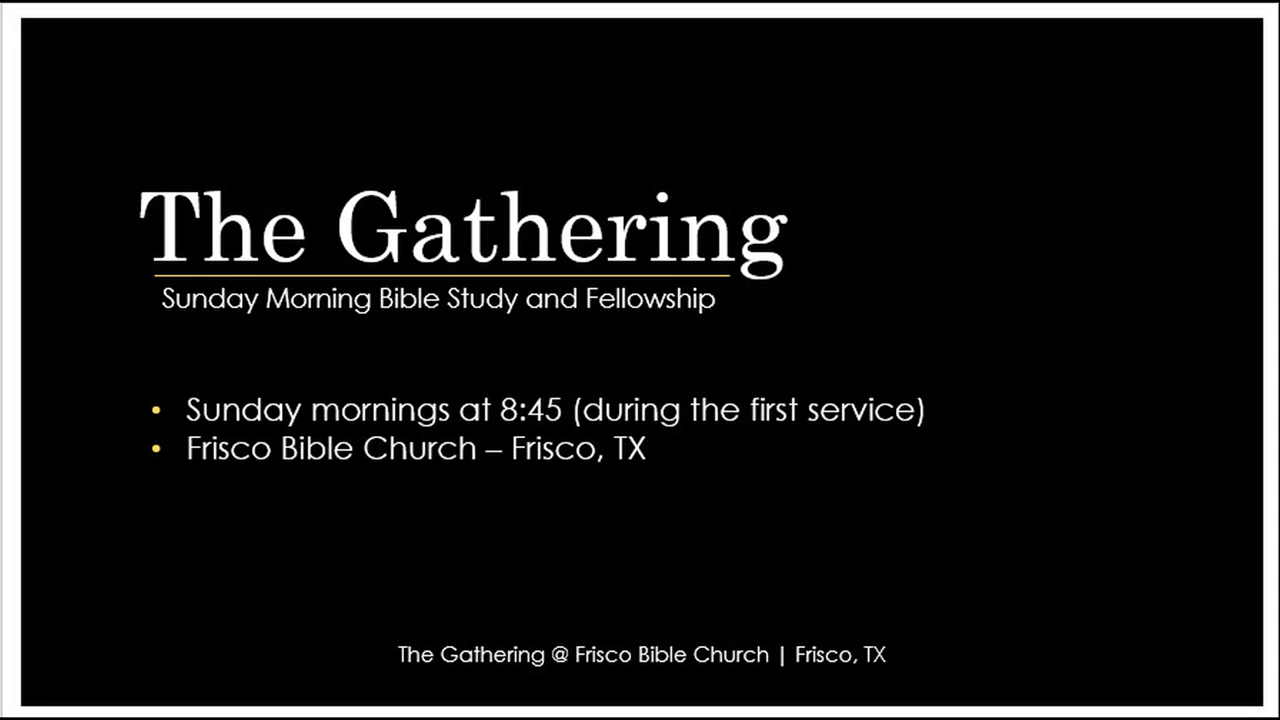 The Gathering
Sunday Morning Bible Study and Fellowship
• Sunday mornings at 8:45 (during the first service)
• Frisco Bible Church – Frisco, TX
The Gathering @ Frisco Bible Church | Frisco, TX